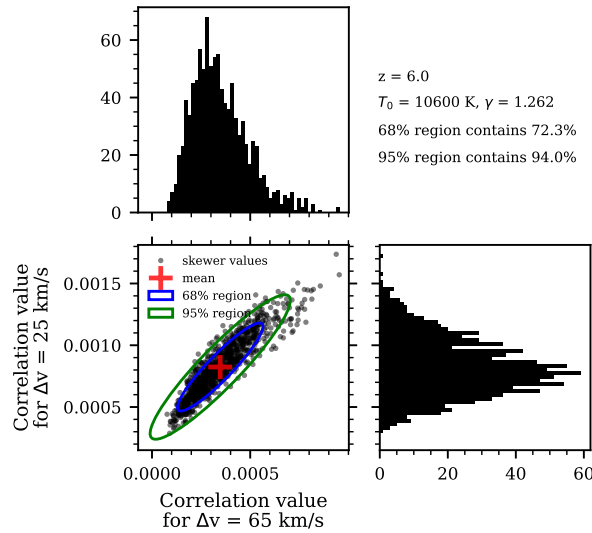 60
40
20
0
z = 6.0
T₀ = 10600 K, γ = 1.262
68% region contains 72.3%
95% region contains 94.0%
Correlation value
for Δv = 25 km/s
0.0015
0.0010
0.0005
skewer values
mean
68% region
95% region
0.0000
0.0005
Correlation value
for Δv = 65 km/s
0
20
40
60